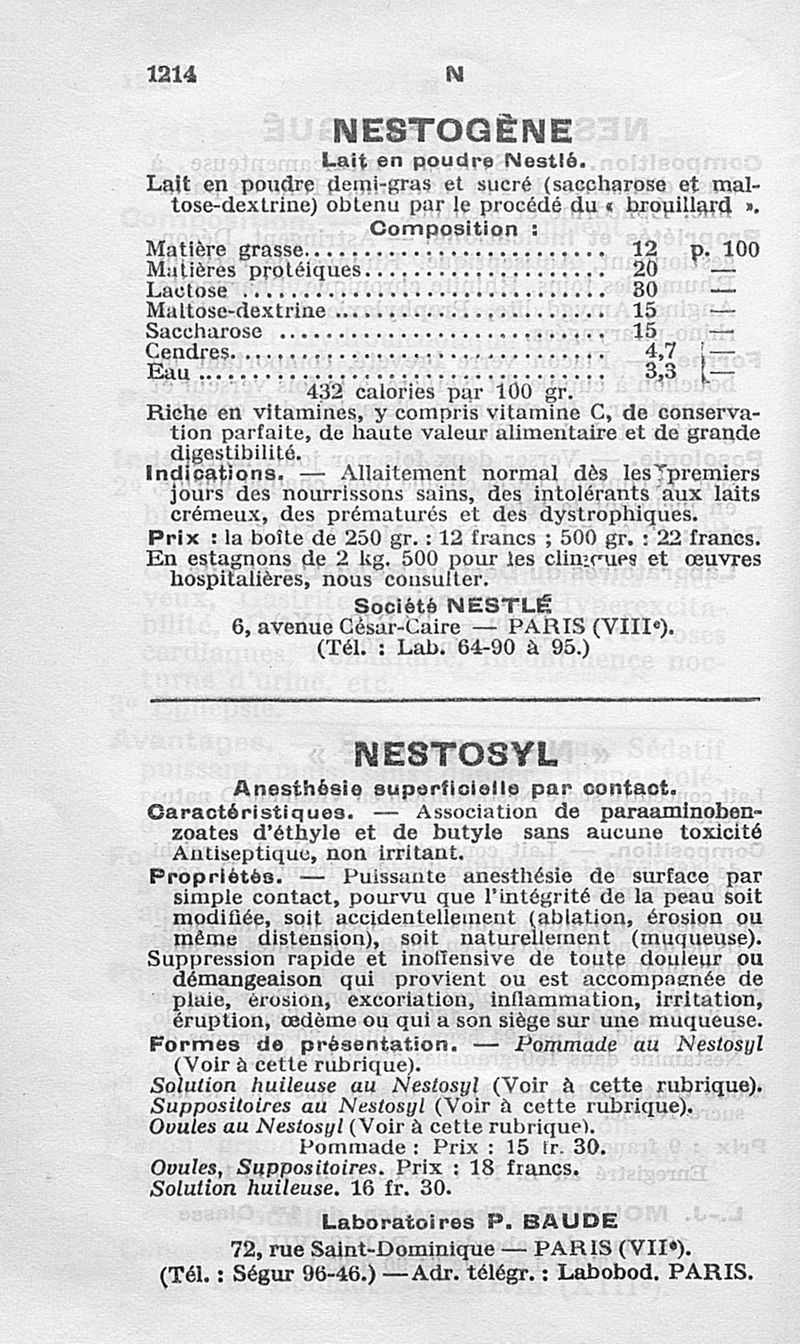 1214
N
NESTOGÈNE
Lait en poudre Nestlé.
Lait en poudre demi-gras et sucré (saccharose et mal-
tose-dextrine) obtenu par le procédé du « brouillard ».
Composition :
Matière grasse........................ 12 p. 100
Matières protéiques................... 20 —
Lactose .............................. 30 —
Maltose-dextrine ..................... 15 —
Saccharose ........................... 15 —
Cendres............................... 4,7 —
Eau .................................. 3,3 —
432 calories par 100 gr.
Riche en vitamines, y compris vitamine C, de conserva-
tion parfaite, de haute valeur alimentaire et de grande
digestibilité.
Indications. — Allaitement normal dès les premiers
jours des nourrissons sains, des intolérants aux laits
crémeux, des prématurés et des dystrophiques.
Prix : la boîte de 250 gr. : 12 francs ; 500 gr. : 22 francs.
En estagnons de 2 kg. 500 pour les cliniques et œuvres
hospitalières, nous consulter.
Société NESTLÉ
6, avenue César-Caire — PARIS (VIIIe).
(Tél. : Lab. 64-90 à 95.)
NESTOSYL
Anesthésie superficielle par contact.
Caractéristiques. — Association de paraaminoben-
zoates d'éthyle et de butyle sans aucune toxicité
Antiseptique, non irritant.
Propriétés. — Puissante anesthésie de surface par
simple contact, pourvu que l'intégrité de la peau soit
modifiée, soit accidentellement (ablation, érosion ou
même distension), soit naturellement (muqueuse).
Suppression rapide et inoffensive de toute douleur ou
démangeaison qui provient ou est accompagnée de
plaie, érosion, excoriation, inflammation, irritation,
éruption, œdème ou qui a son siège sur une muqueuse.
Formes de présentation. — Pommade au Nestosyl
(Voir à cette rubrique).
Solution huileuse au Nestosyl (Voir à cette rubrique).
Suppositoires au Nestosyl (Voir à cette rubrique).
Ovules au Nestosyl (Voir à cette rubrique).
Pommade : Prix : 15 fr. 30.
Ovules, Suppositoires. Prix : 18 francs.
Solution huileuse. 16 fr. 30.
Laboratoires P. BAUDE
72, rue Saint-Dominique — PARIS (VIIe).
(Tél. : Ségur 96-46.) — Adr. télégr. : Labobod. PARIS.